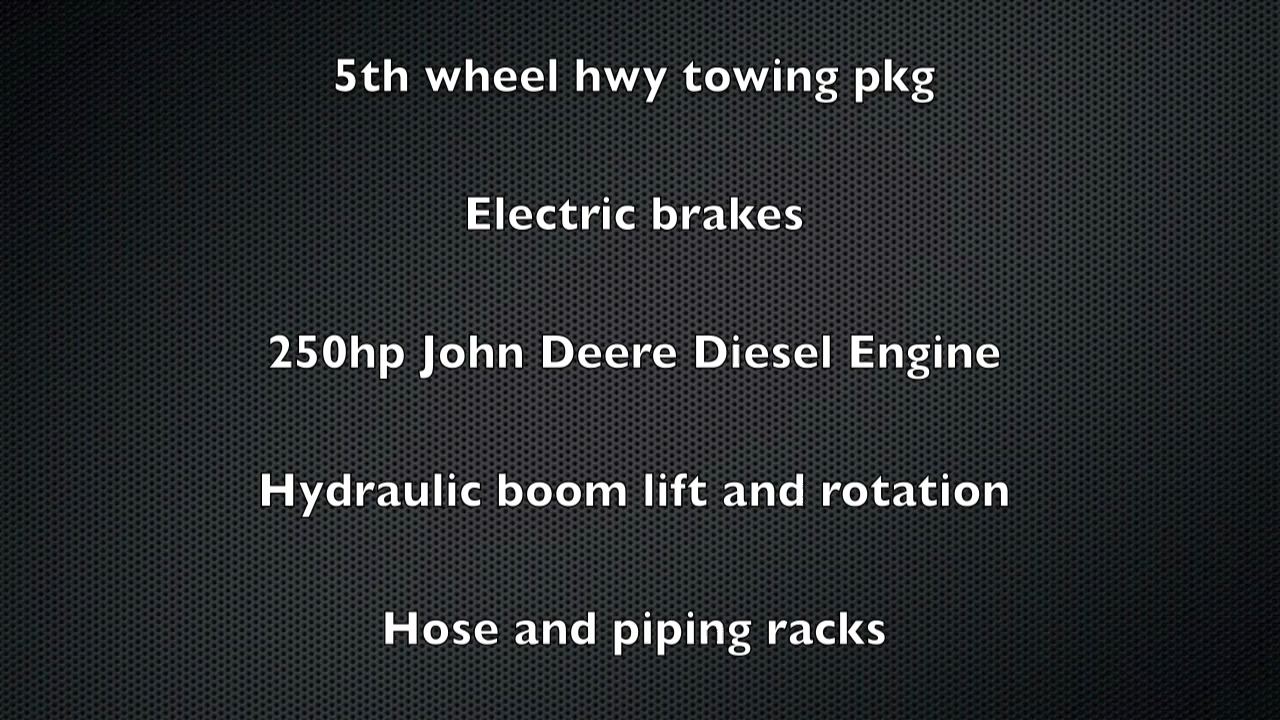 5th wheel hwy towing pkg
Electric brakes
250hp John Deere Diesel Engine
Hydraulic boom lift and rotation
Hose and piping racks